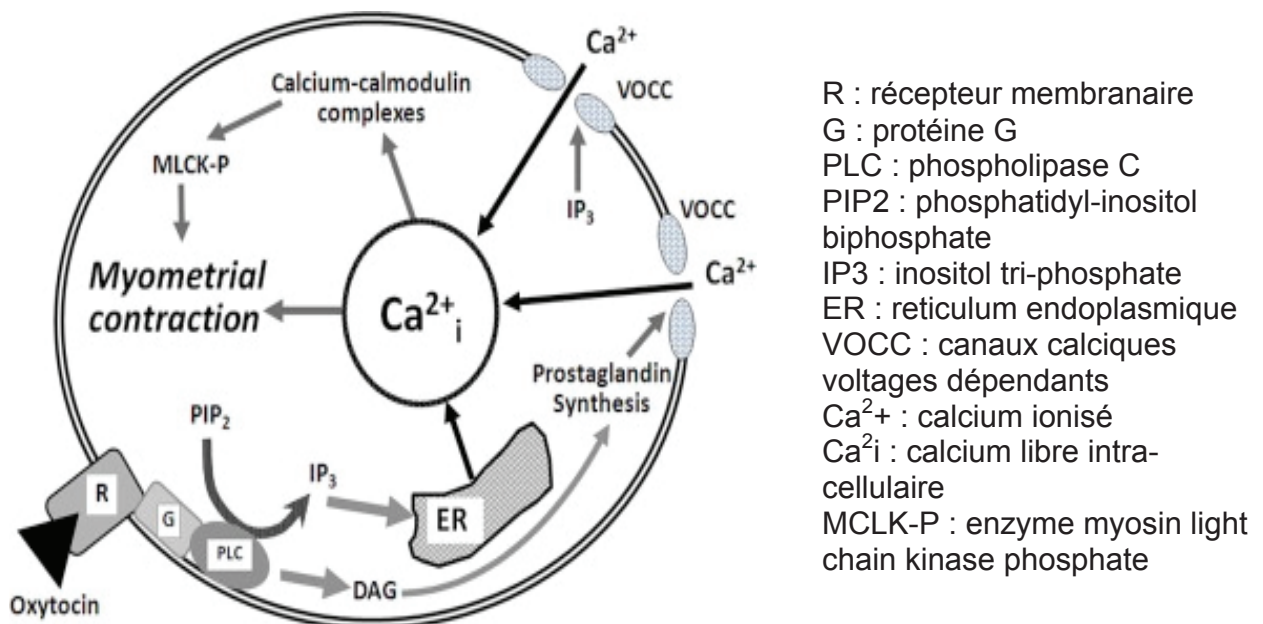 Ca²⁺
VOCC
Calcium-calmodulin
complexes
MLCK-P
IP₃
VOCC
Ca²⁺
Myometrial
contraction
Ca²⁺ᵢ
Prostaglandin
Synthesis
PIP₂
IP₃
R
G
PLC
ER
DAG
Oxytocin
R : récepteur membranaire
G : protéine G
PLC : phospholipase C
PIP2 : phosphatidyl-inositol
biphosphate
IP3 : inositol tri-phosphate
ER : reticulum endoplasmique
VOCC : canaux calciques
voltages dépendants
Ca²+ : calcium ionisé
Ca²i : calcium libre intra-
cellulaire
MCLK-P : enzyme myosin light
chain kinase phosphate